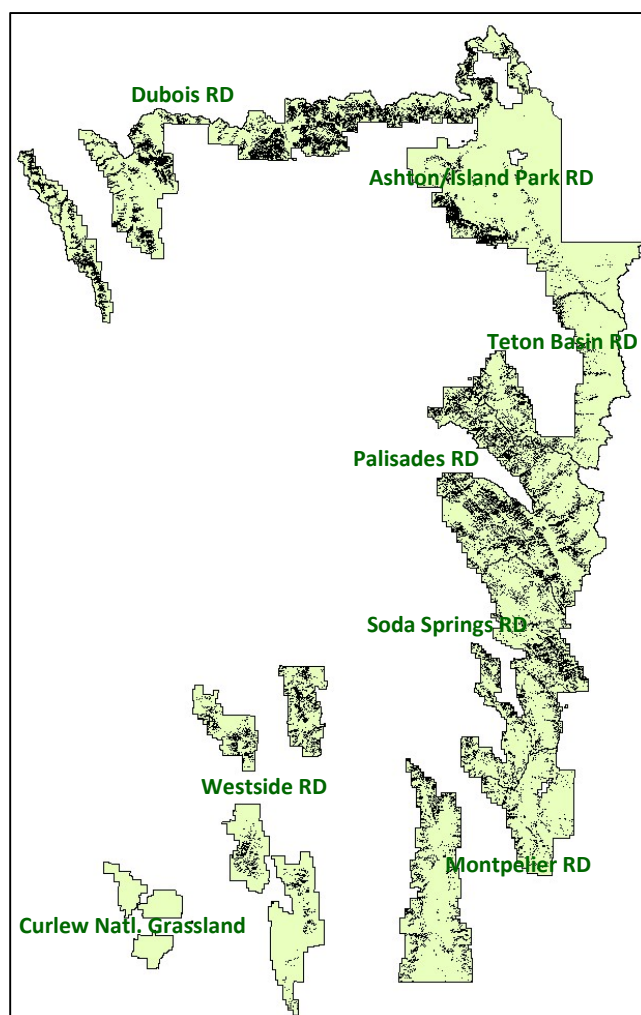 Dubois RD
Ashton/Island Park RD
Teton Basin RD
Palisades RD
Soda Springs RD
Westside RD
Montpelier RD
Curlew Natl. Grassland